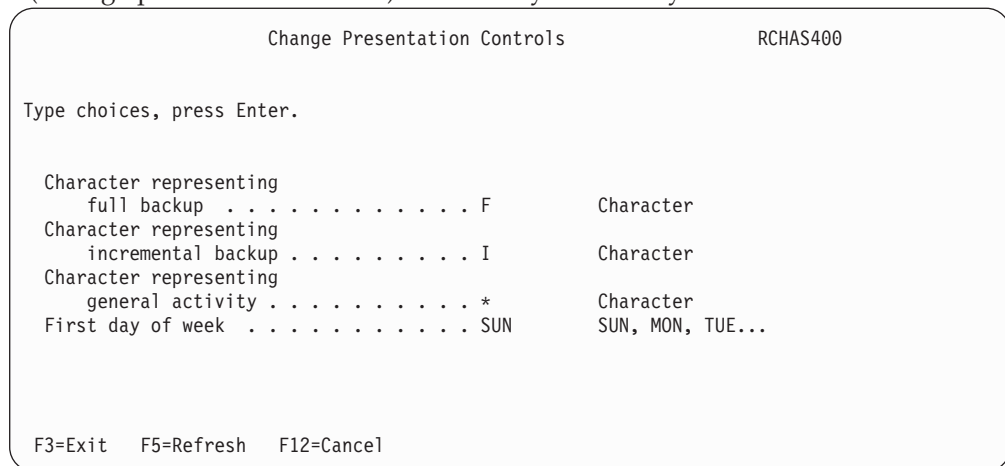 Change Presentation Controls RCHAS400
Type choices, press Enter.
Character representing
full backup . . . . . . . . . . . . F Character
Character representing
incremental backup . . . . . . . . . I Character
Character representing
general activity . . . . . . . . . . * Character
First day of week . . . . . . . . . . . SUN SUN, MON, TUE...
F3=Exit F5=Refresh F12=Cancel